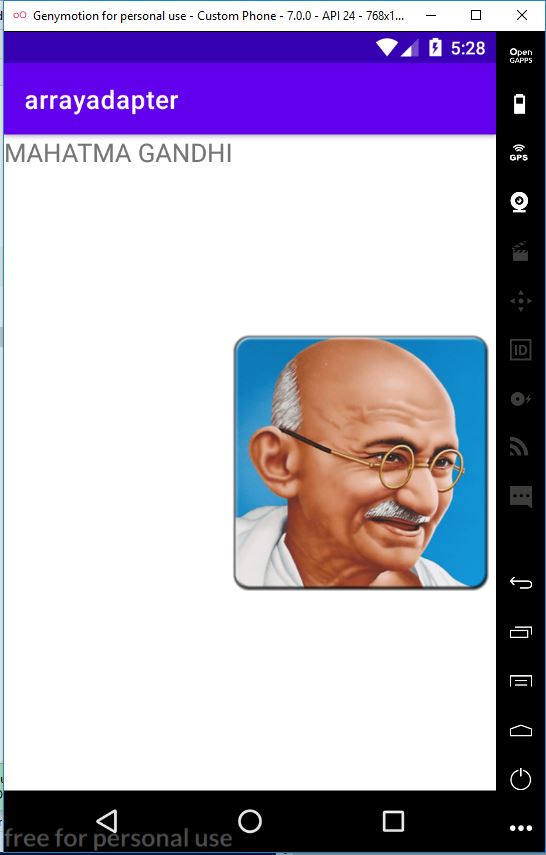 Genymotion for personal use - Custom Phone - 7.0.0 - API 24 - 768x1...
5:28
Open
GAPPS
arrayadapter
MAHATMA GANDHI
GPS
ID
free for personal use